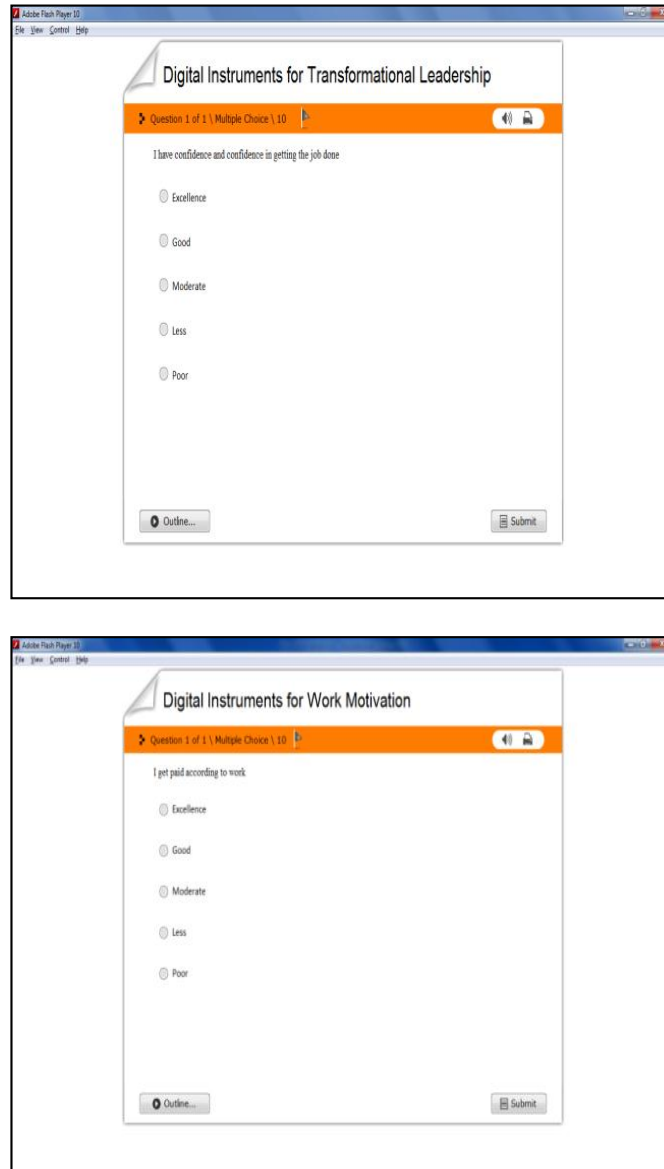 Adobe Flash Player 10
File View Control Help
Digital Instruments for Transformational Leadership
Question 1 of 1 \ Multiple Choice \ 10
I have confidence and confidence in getting the job done
Excellence
Good
Moderate
Less
Poor
Outline...
Submit
Adobe Flash Player 10
File View Control Help
Digital Instruments for Work Motivation
Question 1 of 1 \ Multiple Choice \ 10
I get paid according to work
Excellence
Good
Moderate
Less
Poor
Outline...
Submit